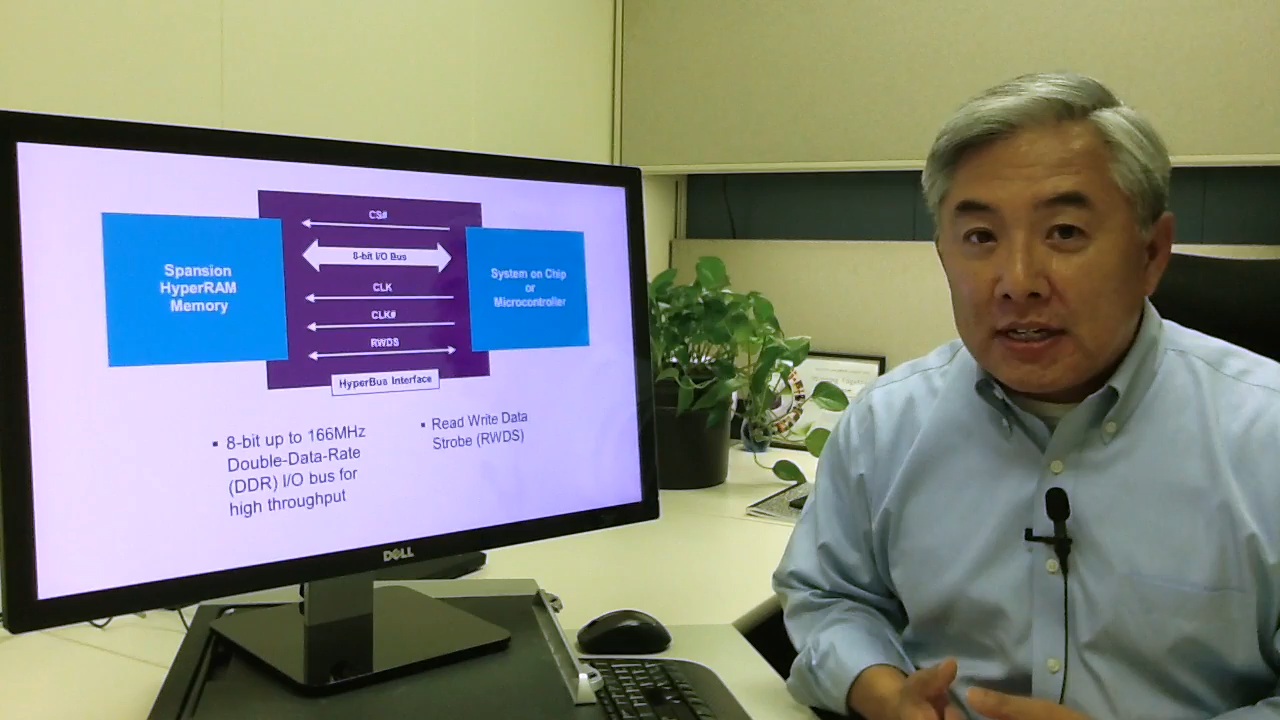 CS#
8-bit I/O Bus
CLK
CLK#
RWDS
Spansion
HyperRAM
Memory
System on Chip
or
Microcontroller
HyperBus Interface
▪ 8-bit up to 166MHz
Double-Data-Rate
(DDR) I/O bus for
high throughput
▪ Read Write Data
Strobe (RWDS)
DELL